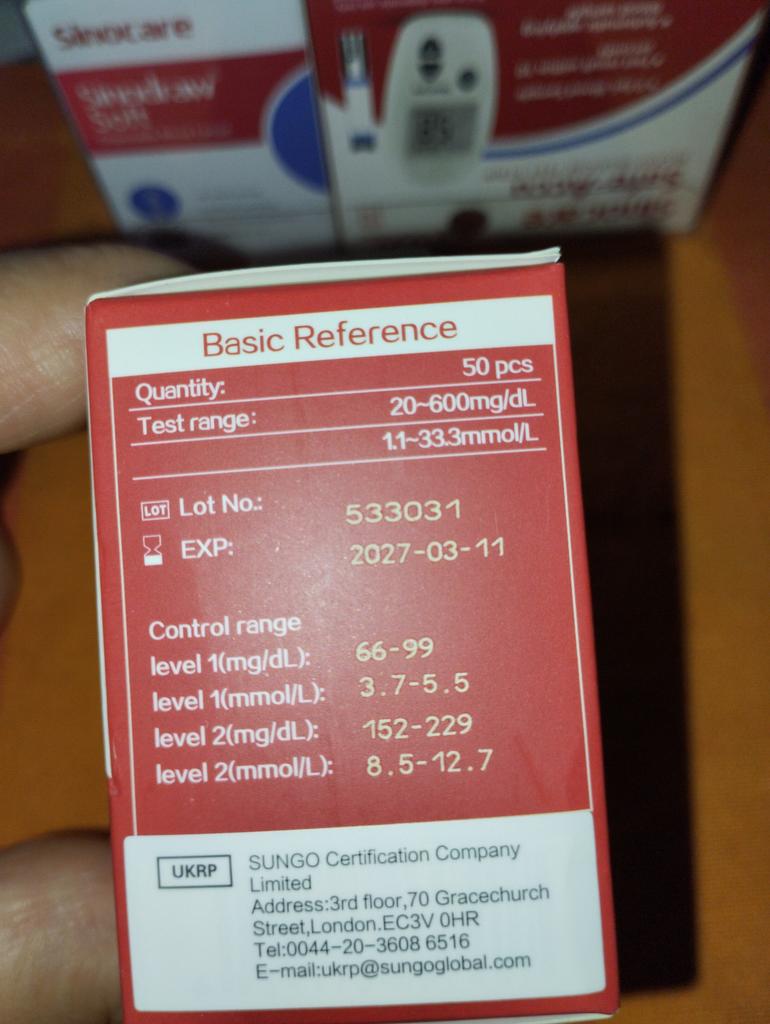 Sinocare
Basic Reference
Quantity: 50 pcs
Test range: 20~600mg/dL
1.1~33.3mmol/L
LOT Lot No.: 533031
EXP: 2027-03-11
Control range
level 1(mg/dL): 66-99
level 1(mmol/L): 3.7-5.5
level 2(mg/dL): 152-229
level 2(mmol/L): 8.5-12.7
UKRP SUNGO Certification Company
Limited
Address:3rd floor,70 Gracechurch
Street,London.EC3V 0HR
Tel:0044-20-3608 6516
E-mail:ukrp@sungoglobal.com